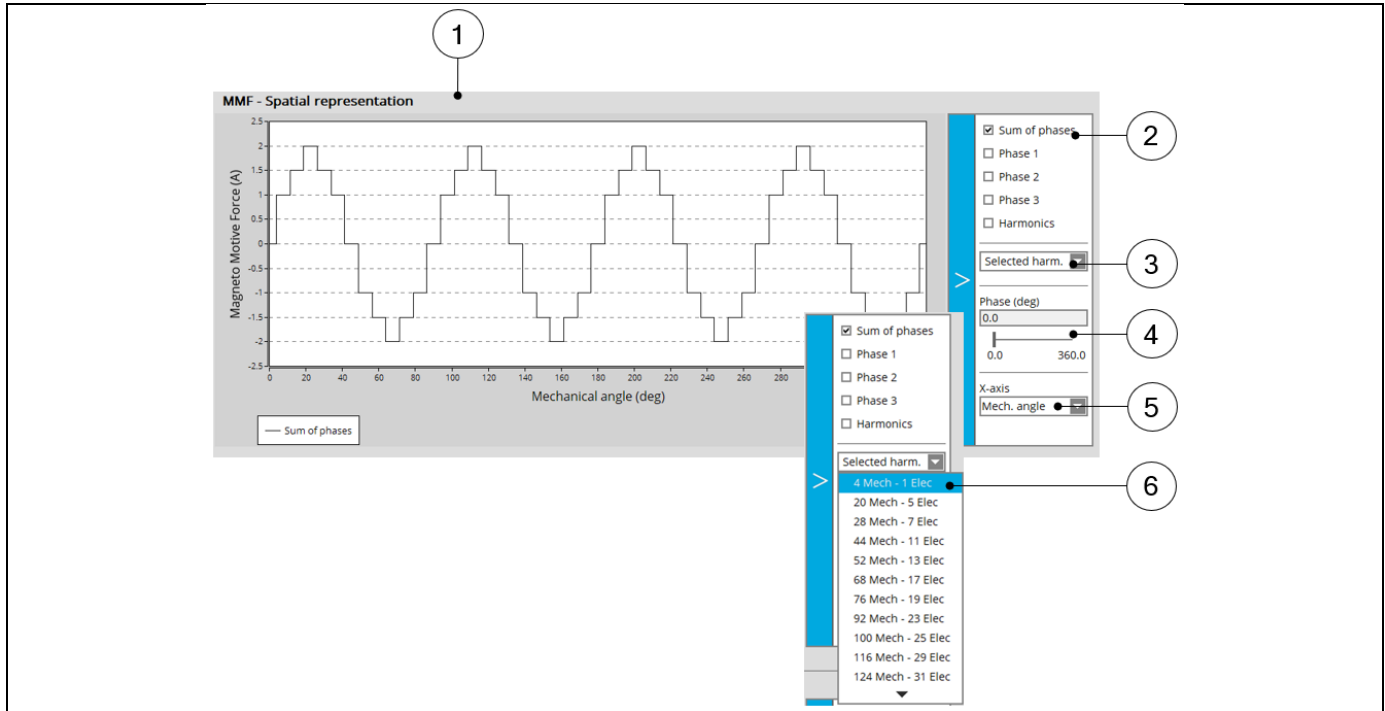 1
MMF - Spatial representation
2.5
2
1.5
1
0.5
0
-0.5
-1
-1.5
-2
-2.5
Magneto Motive Force (A)
0 20 40 60 80 100 120 140 160 180 200 220 240 260 280
Mechanical angle (deg)
Sum of phases
Sum of phases
Phase 1
Phase 2
Phase 3
Harmonics
Selected harm.
>
Phase (deg)
0.0
0.0 360.0
X-axis
Mech. angle
2
3
4
5
Sum of phases
Phase 1
Phase 2
Phase 3
Harmonics
Selected harm.
>
4 Mech - 1 Elec
20 Mech - 5 Elec
28 Mech - 7 Elec
44 Mech - 11 Elec
52 Mech - 13 Elec
68 Mech - 17 Elec
76 Mech - 19 Elec
92 Mech - 23 Elec
100 Mech - 25 Elec
116 Mech - 29 Elec
124 Mech - 31 Elec
6